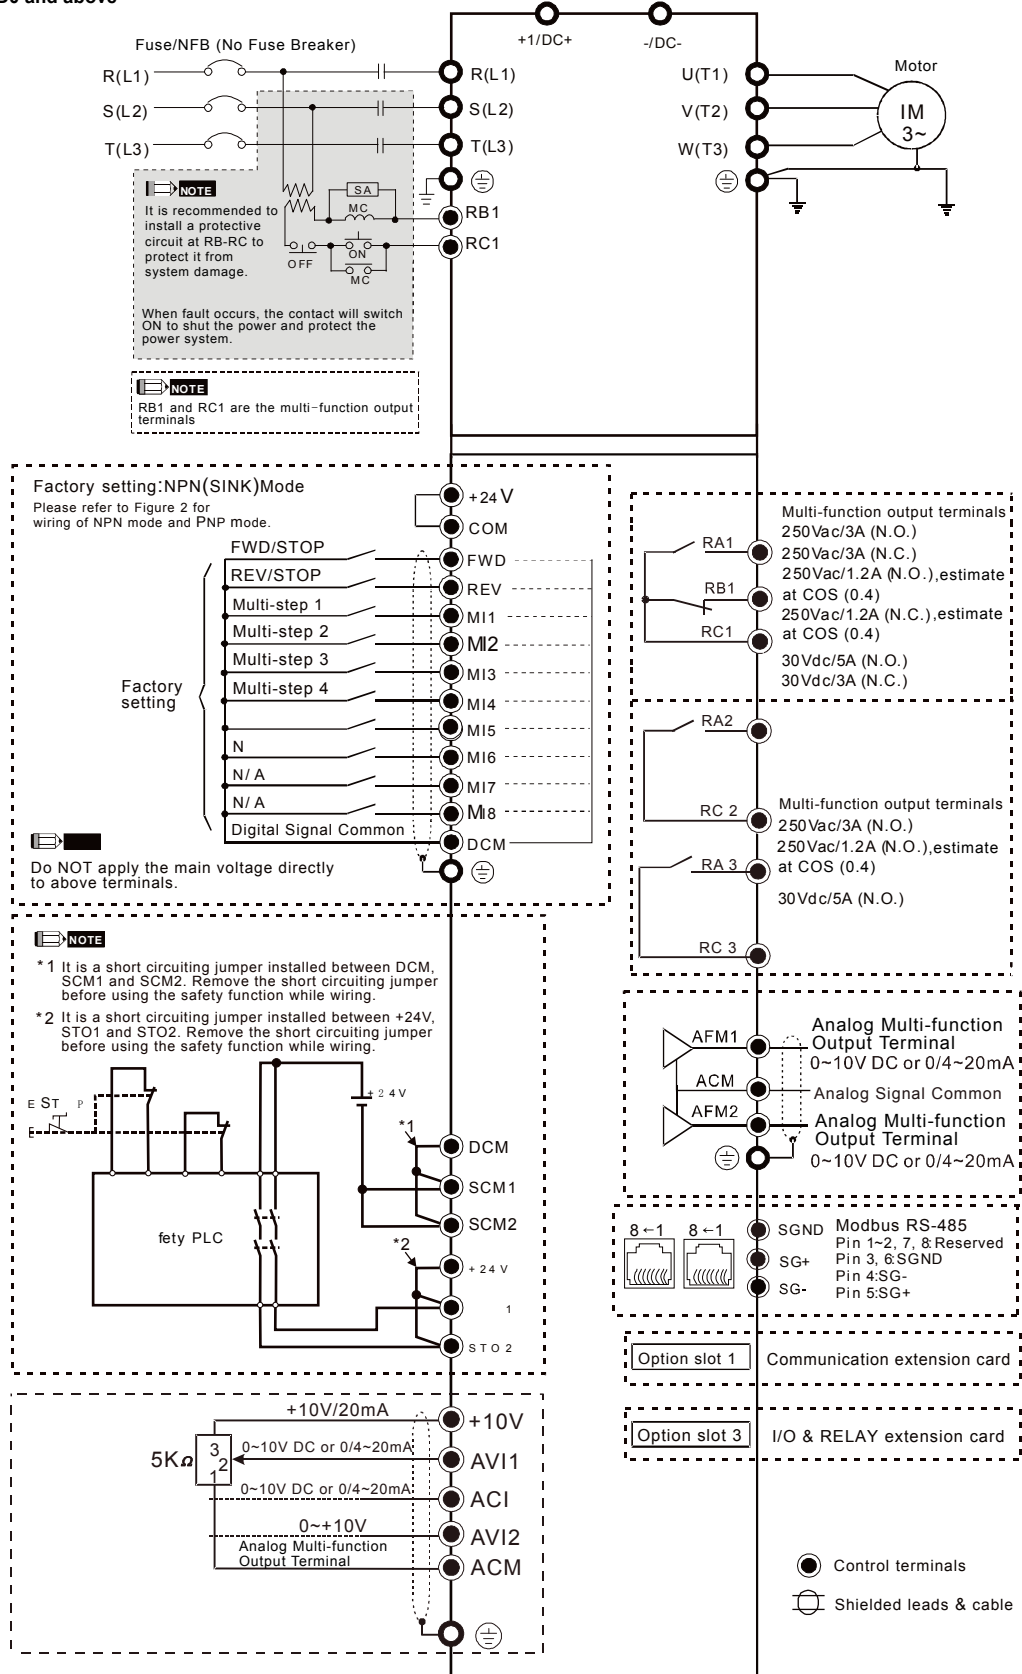 and above
+1/DC+
-/DC-
Fuse/NFB (No Fuse Breaker)
R(L1)
S(L2)
T(L3)
R(L1)
S(L2)
T(L3)
U(T1)
V(T2)
W(T3)
Motor
IM
3~
NOTE
It is recommended to
install a protective
circuit at RB-RC to
protect it from
system damage.
SA
MC
ON
OFF
MC
RB1
RC1
When fault occurs, the contact will switch
ON to shut the power and protect the
power system.
NOTE
RB1 and RC1 are the multi-function output
terminals
Factory setting:NPN(SINK)Mode
Please refer to Figure 2 for
wiring of NPN mode and PNP mode.
+24V
COM
FWD/STOP
FWD
REV/STOP
REV
Multi-step 1
MI1
Multi-step 2
MI2
Multi-step 3
MI3
Multi-step 4
MI4
MI5
N
MI6
N/A
MI7
N/A
MI8
Digital Signal Common
DCM
Factory
setting
Do NOT apply the main voltage directly
to above terminals.
RA1
RB1
RC1
Multi-function output terminals
250Vac/3A (N.O.)
250Vac/3A (N.C.)
250Vac/1.2A (N.O.),estimate
at COS (0.4)
250Vac/1.2A (N.C.),estimate
at COS (0.4)
30Vdc/5A (N.O.)
30Vdc/3A (N.C.)
RA2
RC 2
RA 3
RC 3
Multi-function output terminals
250Vac/3A (N.O.)
250Vac/1.2A (N.O.),estimate
at COS (0.4)
30Vdc/5A (N.O.)
NOTE
*1 It is a short circuiting jumper installed between DCM,
SCM1 and SCM2. Remove the short circuiting jumper
before using the safety function while wiring.
*2 It is a short circuiting jumper installed between +24V,
STO1 and STO2. Remove the short circuiting jumper
before using the safety function while wiring.
+24V
E ST P
E
fety PLC
*1
DCM
SCM1
SCM2
*2
+24V
1
STO2
AFM1
ACM
AFM2
Analog Multi-function
Output Terminal
0~10V DC or 0/4~20mA
Analog Signal Common
Analog Multi-function
Output Terminal
0~10V DC or 0/4~20mA
8←1
8←1
SGND
SG+
SG-
Modbus RS-485
Pin 1~2, 7, 8:Reserved
Pin 3, 6:SGND
Pin 4:SG-
Pin 5:SG+
Option slot 1
Communication extension card
Option slot 3
I/O & RELAY extension card
+10V/20mA
+10V
5KΩ
3
2
1
0~10V DC or 0/4~20mA
AVI1
0~10V DC or 0/4~20mA
ACI
0~+10V
AVI2
Analog Multi-function
Output Terminal
ACM
Control terminals
Shielded leads & cable